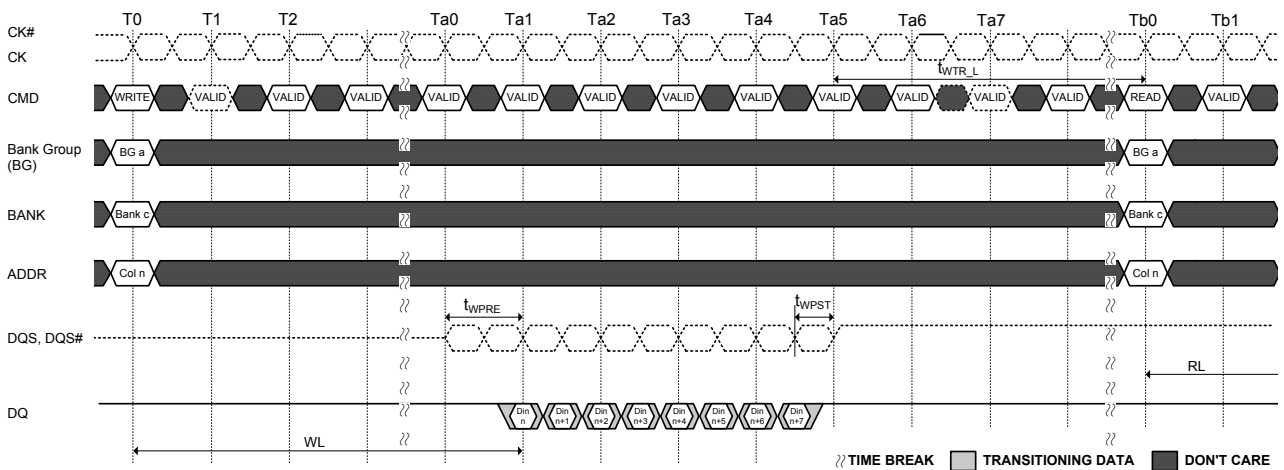 T0 T1 T2 Ta0 Ta1 Ta2 Ta3 Ta4 Ta5 Ta6 Ta7 Tb0 Tb1
CK#
CK
tWTR_L
CMD WRITE VALID VALID VALID VALID VALID VALID VALID VALID VALID VALID VALID VALID READ VALID
Bank Group
(BG)
BG a BG a
BANK Bank c Bank c
ADDR Col n Col n
tWPRE tWPST
DQS, DQS#
RL
DQ
Din n Din n+1 Din n+2 Din n+3 Din n+4 Din n+5 Din n+6 Din n+7
WL
TIME BREAK TRANSITIONING DATA DON'T CARE